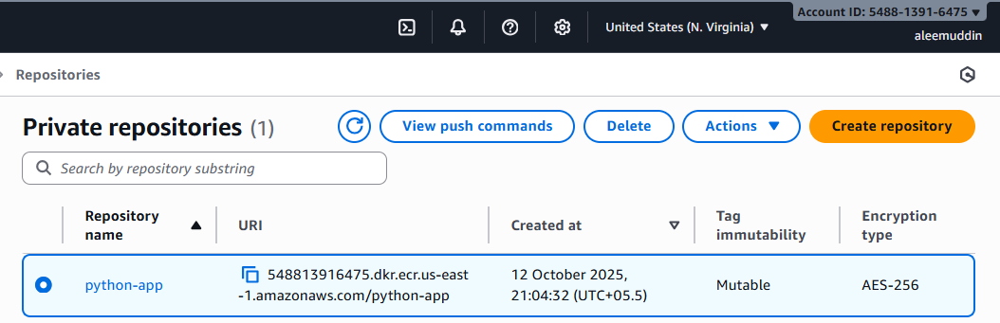 Account ID: 5488-1391-6475
United States (N. Virginia)
aleemuddin
Repositories
Private repositories (1)
View push commands
Delete
Actions
Create repository
Search by repository substring
Repository name
URI
Created at
Tag immutability
Encryption type
python-app
548813916475.dkr.ecr.us-east
-1.amazonaws.com/python-app
12 October 2025,
21:04:32 (UTC+05.5)
Mutable
AES-256